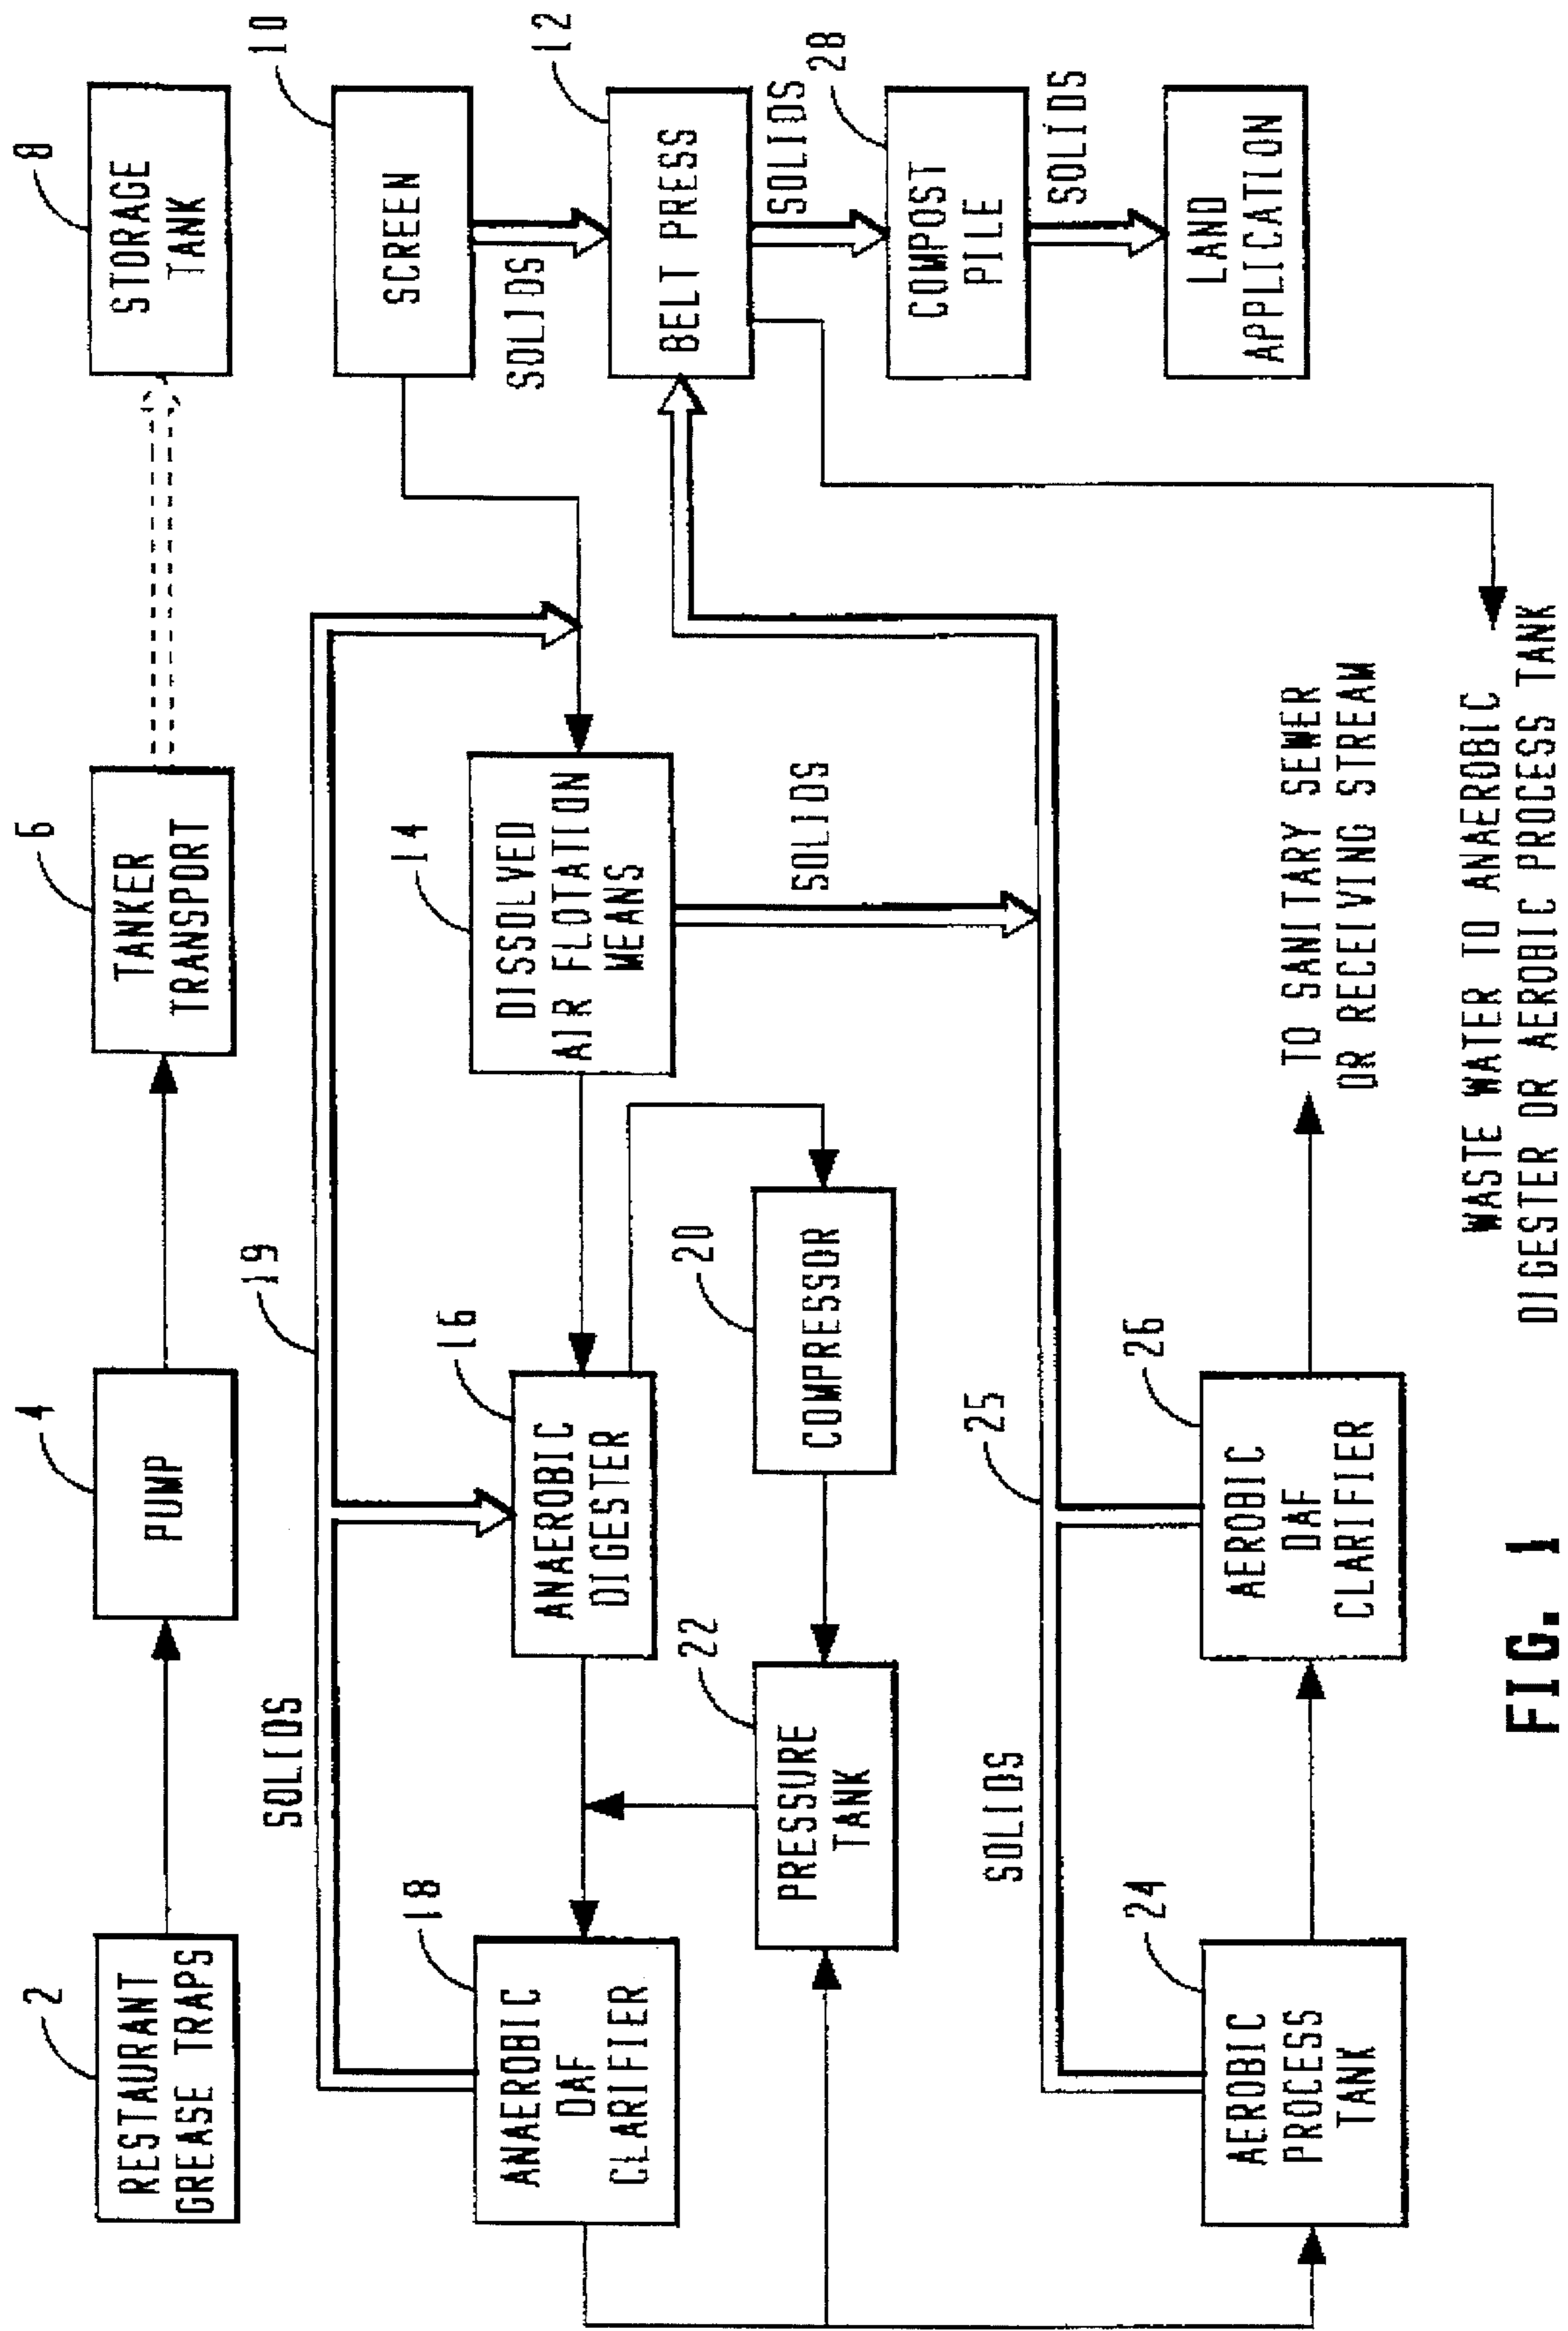 2
RESTAURANT
GREASE TRAPS
4
PUMP
6
TANKER
TRANSPORT
8
STORAGE
TANK
SOLIDS
19
10
SCREEN
SOLIDS
18
ANAEROBIC
DAF
CLARIFIER
16
ANAEROBIC
DIGESTER
14
DISSOLVED
AIR FLOTATION
MEANS
12
BELT PRESS
SOLIDS
22
PRESSURE
TANK
20
COMPRESSOR
SOLIDS
28
COMPOST
PILE
SOLIDS
SOLIDS
25
24
AEROBIC
PROCESS
TANK
26
AEROBIC
DAF
CLARIFIER
TO SANITARY SEWER
OR RECEIVING STREAM
LAND
APPLICATION
WASTE WATER TO ANAEROBIC
DIGESTER OR AEROBIC PROCESS TANK
FIG. 1